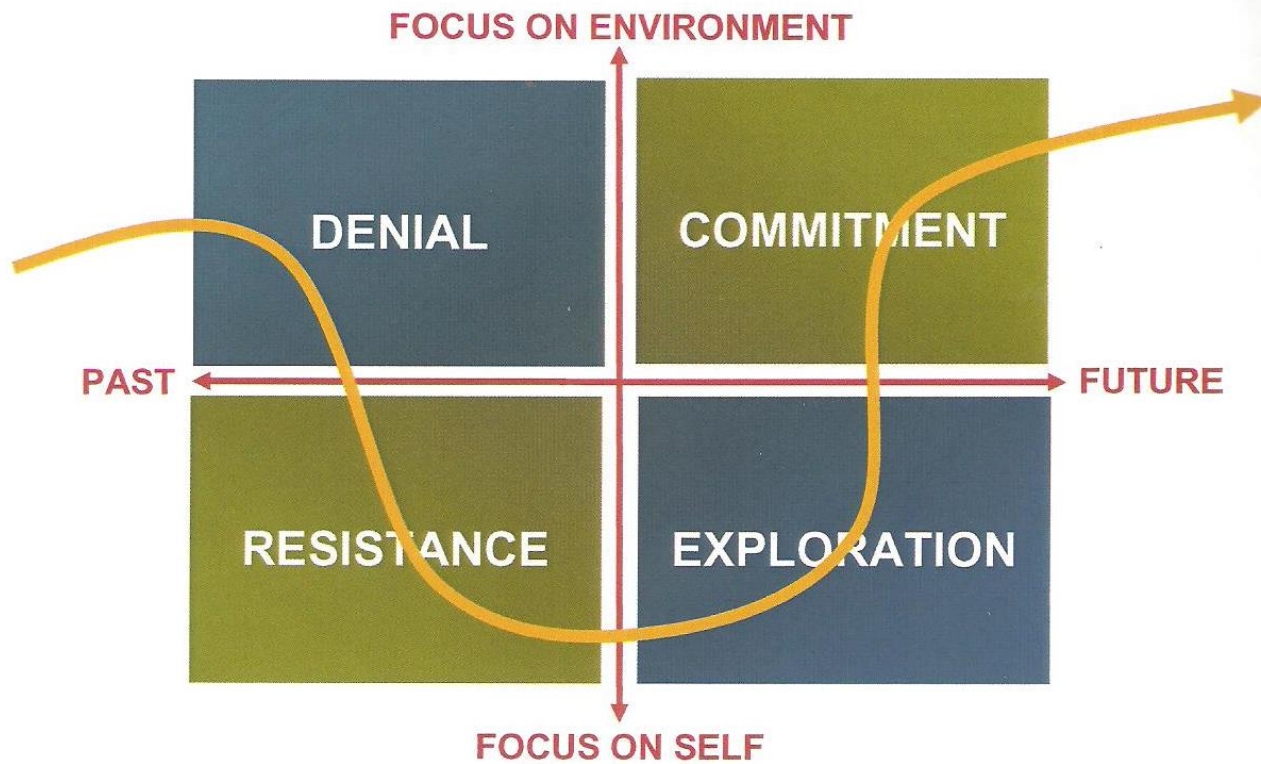 FOCUS ON ENVIRONMENT
DENIAL
COMMITMENT
PAST
FUTURE
RESISTANCE
EXPLORATION
FOCUS ON SELF